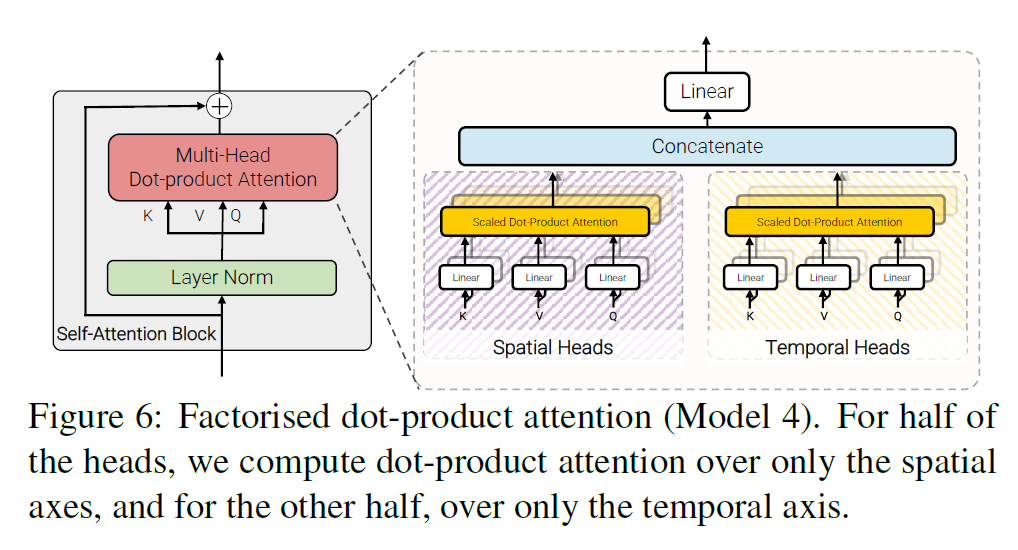 Linear
Concatenate
Multi-Head
Dot-product Attention
K V Q
Layer Norm
Self-Attention Block
Scaled Dot-Product Attention
Linear Linear Linear
K V Q
Spatial Heads
Scaled Dot-Product Attention
Linear Linear Linear
K V Q
Temporal Heads
Figure 6: Factorised dot-product attention (Model 4). For half of
the heads, we compute dot-product attention over only the spatial
axes, and for the other half, over only the temporal axis.